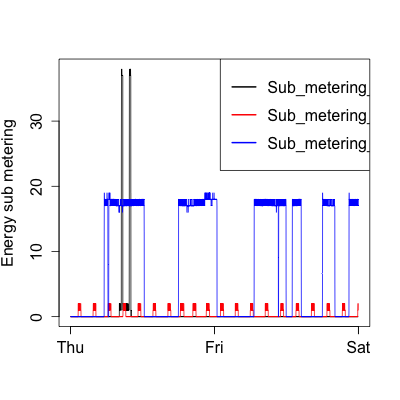 Sub_metering_
Sub_metering_
Sub_metering_
Energy sub metering
30
20
10
0
Thu Fri Sat